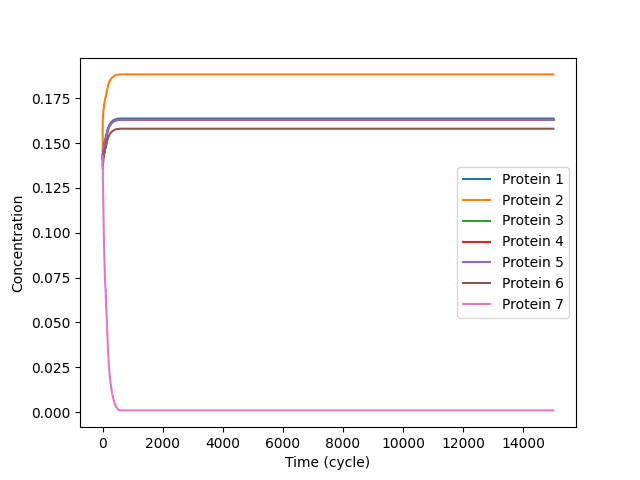 0.175
0.150
0.125
0.100
0.075
0.050
0.025
0.000
Concentration
Protein 1
Protein 2
Protein 3
Protein 4
Protein 5
Protein 6
Protein 7
0 2000 4000 6000 8000 10000 12000 14000
Time (cycle)